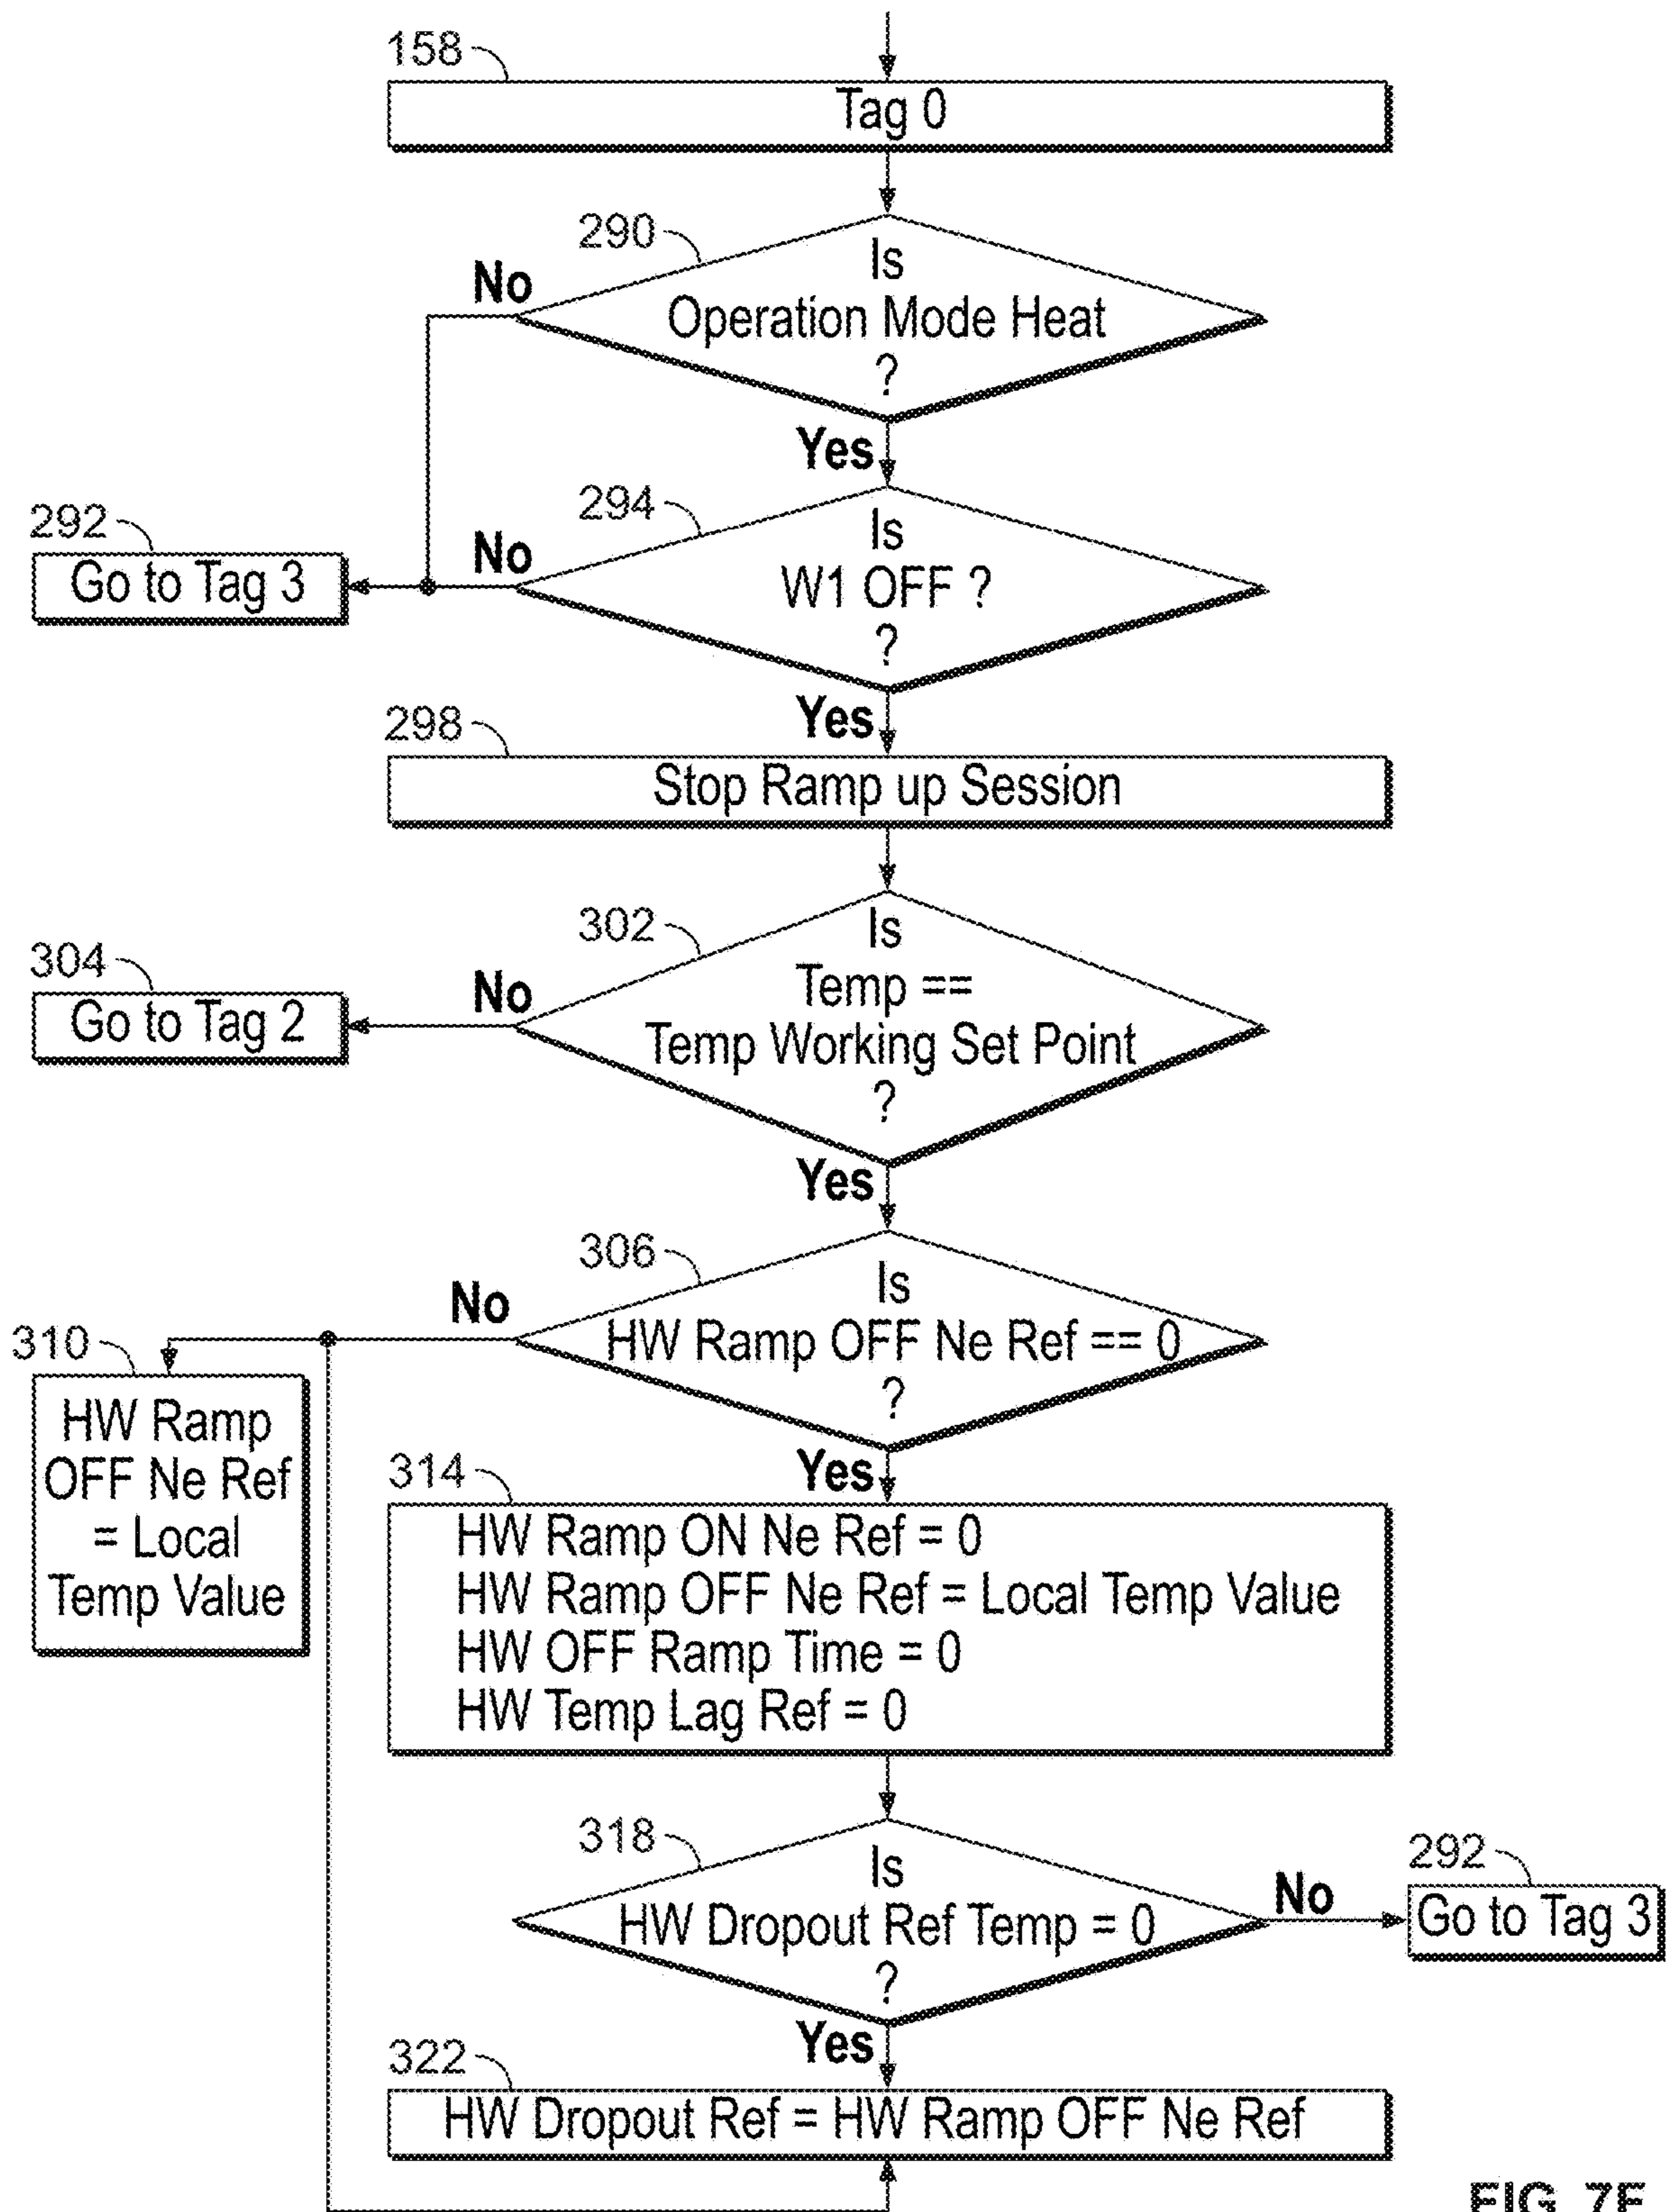 158
Tag 0
290
Is
No
Operation Mode Heat
?
Yes
292
294
Is
No
Go to Tag 3
W1 OFF ?
?
Yes
298
Stop Ramp up Session
302
Is
304
No
Temp ==
Go to Tag 2
Temp Working Set Point
?
Yes
306
Is
No
310
HW Ramp OFF Ne Ref == 0
?
HW Ramp
OFF Ne Ref
= Local
Temp Value
Yes
314
HW Ramp ON Ne Ref = 0
HW Ramp OFF Ne Ref = Local Temp Value
HW OFF Ramp Time = 0
HW Temp Lag Ref = 0
318
Is
292
No
HW Dropout Ref Temp = 0
Go to Tag 3
?
Yes
322
HW Dropout Ref = HW Ramp OFF Ne Ref